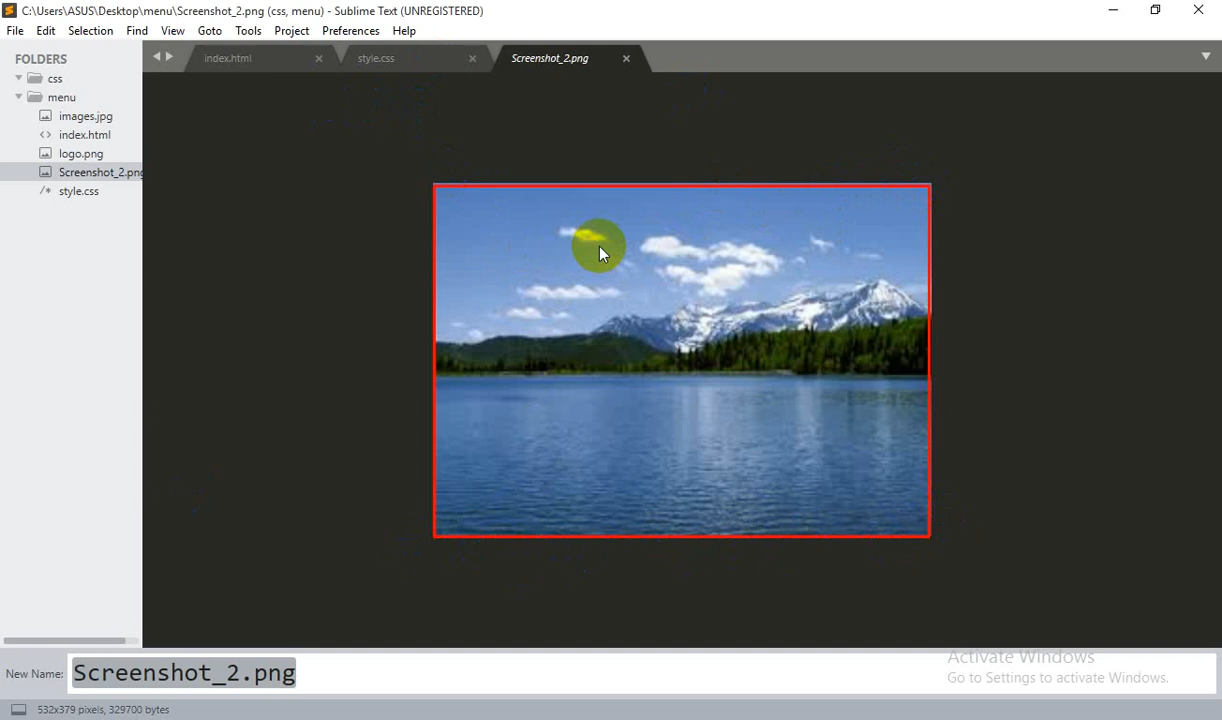 C:\Users\ASUS\Desktop\menu\Screenshot_2.png (css, menu) - Sublime Text (UNREGISTERED)
File Edit Selection Find View Goto Tools Project Preferences Help
FOLDERS
css
menu
images.jpg
index.html
logo.png
Screenshot_2.png
style.css
index.html
style.css
Screenshot_2.png
New Name: Screenshot_2.png
Activate Windows
Go to Settings to activate Windows.
532x379 pixels, 329700 bytes